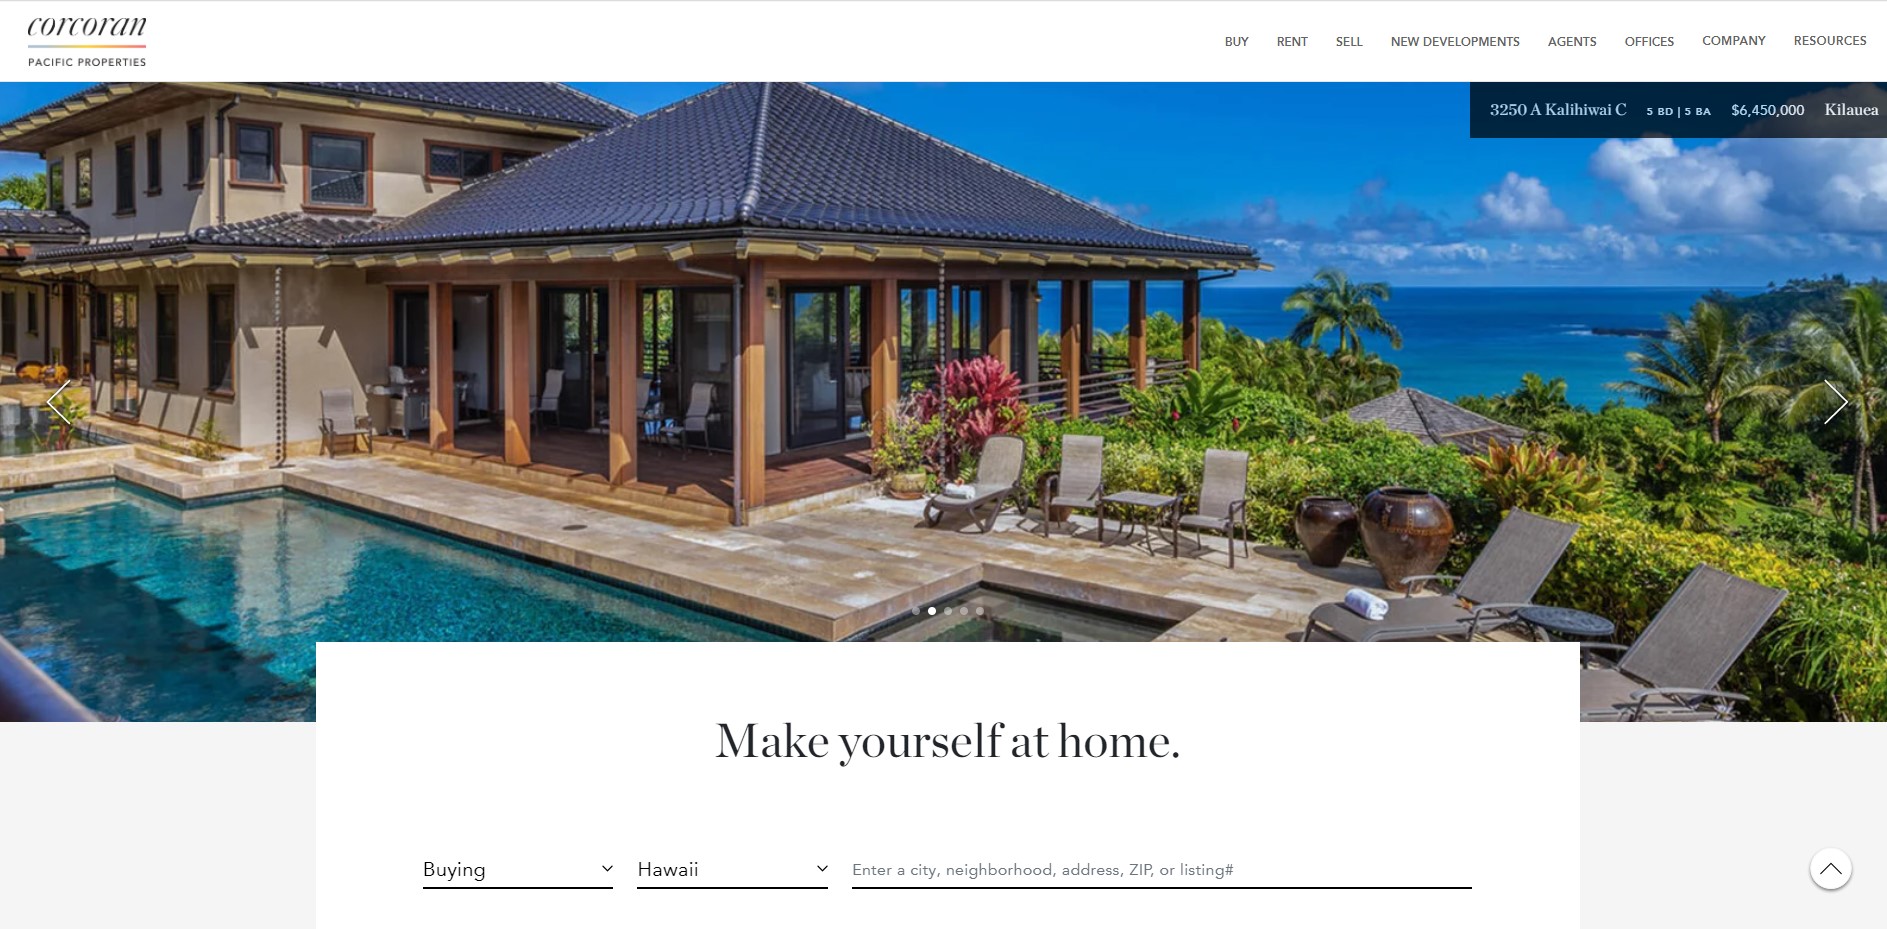 corcoran
PACIFIC PROPERTIES
BUY RENT SELL NEW DEVELOPMENTS AGENTS OFFICES COMPANY RESOURCES
3250 A Kalihiwai C 5 BD | 5 BA $6,450,000 Kilauea
Make yourself at home.
Buying Hawaii Enter a city, neighborhood, address, ZIP, or listing#